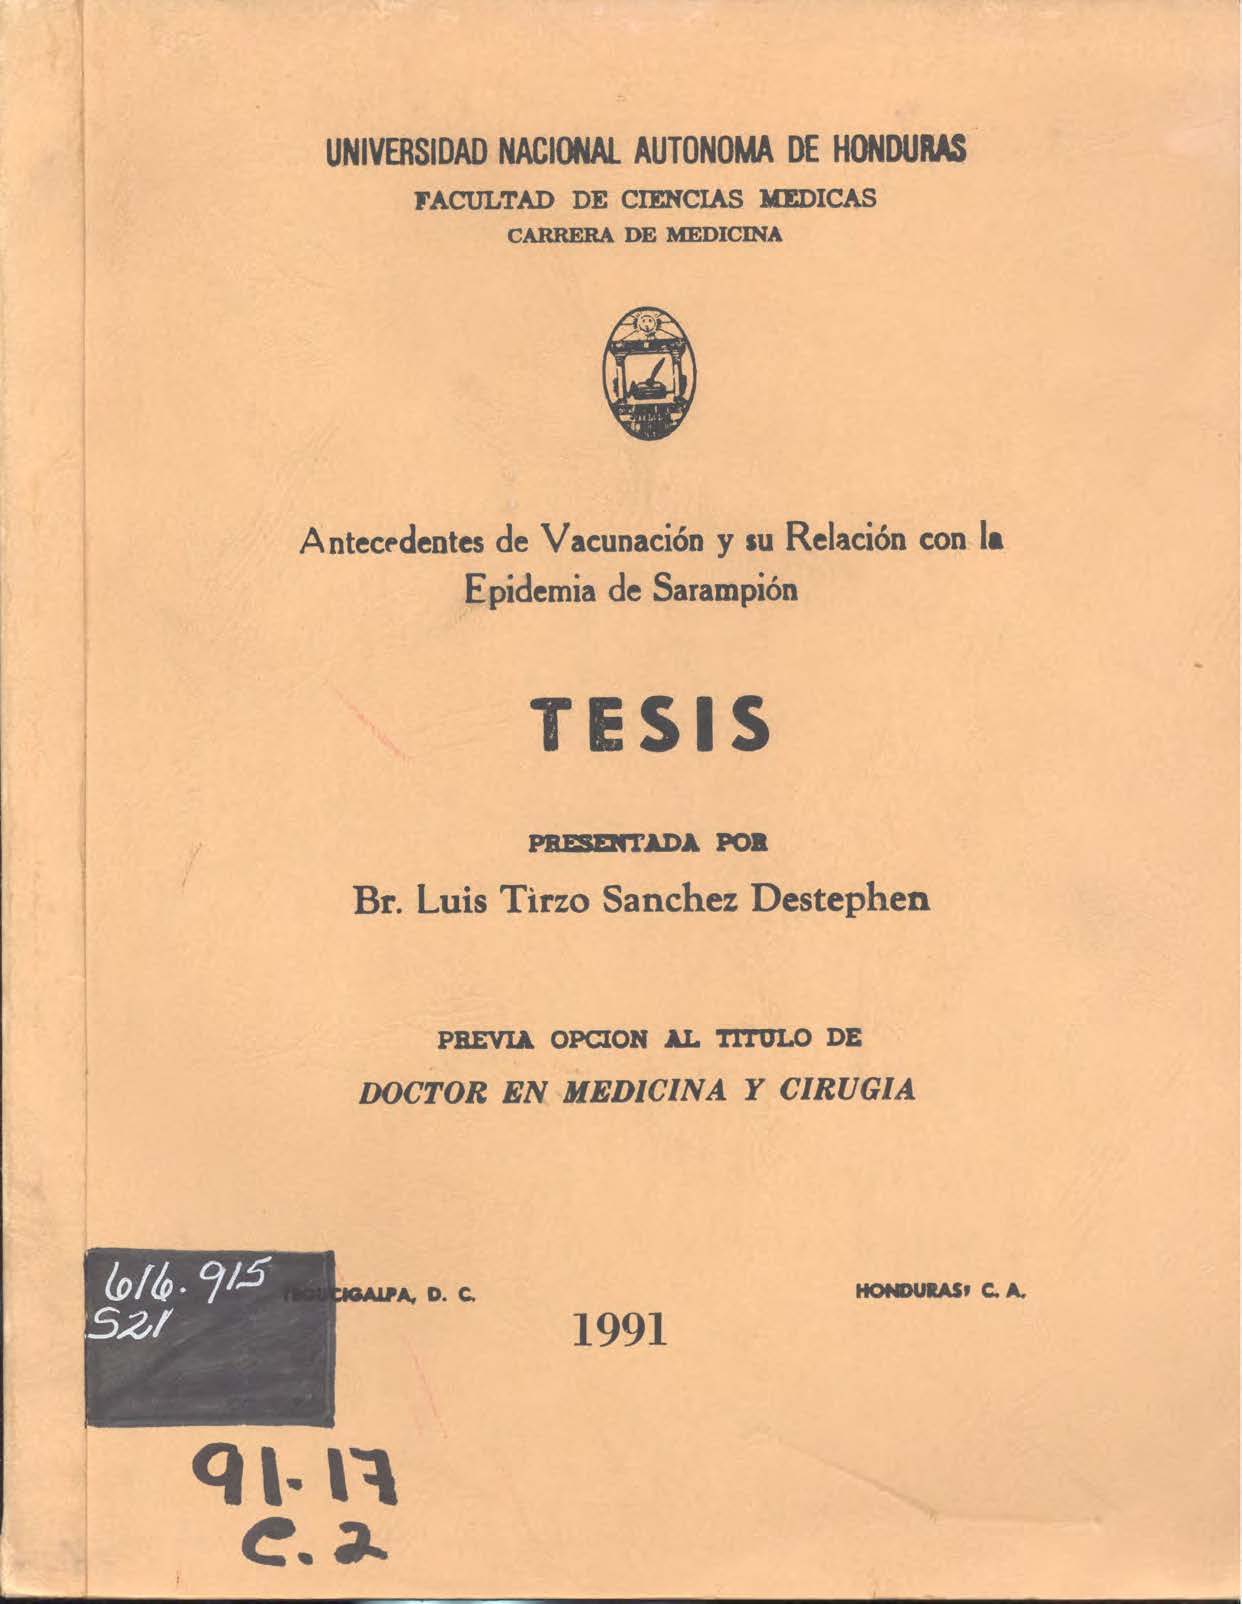 UNIVERSIDAD NACIONAL AUTONOMA DE HONDURAS
FACULTAD DE CIENCIAS MEDICAS
CARRERA DE MEDICINA
Antecedentes de Vacunación y su Relación con la
Epidemia de Sarampión
TESIS
PRESENTADA POR
Br. Luis Tirzo Sanchez Destephen
PREVIA OPCION AL TITULO DE
DOCTOR EN MEDICINA Y CIRUGIA
616.915
S21
TEGUCIGALPA, D. C. HONDURAS, C. A.
1991
91-17
C.2